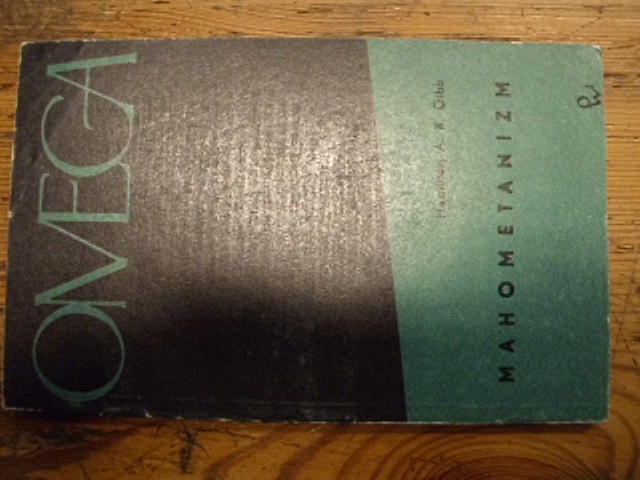 OMEGA
Hamilton A. R. Gibb
MAHOMETANIZM